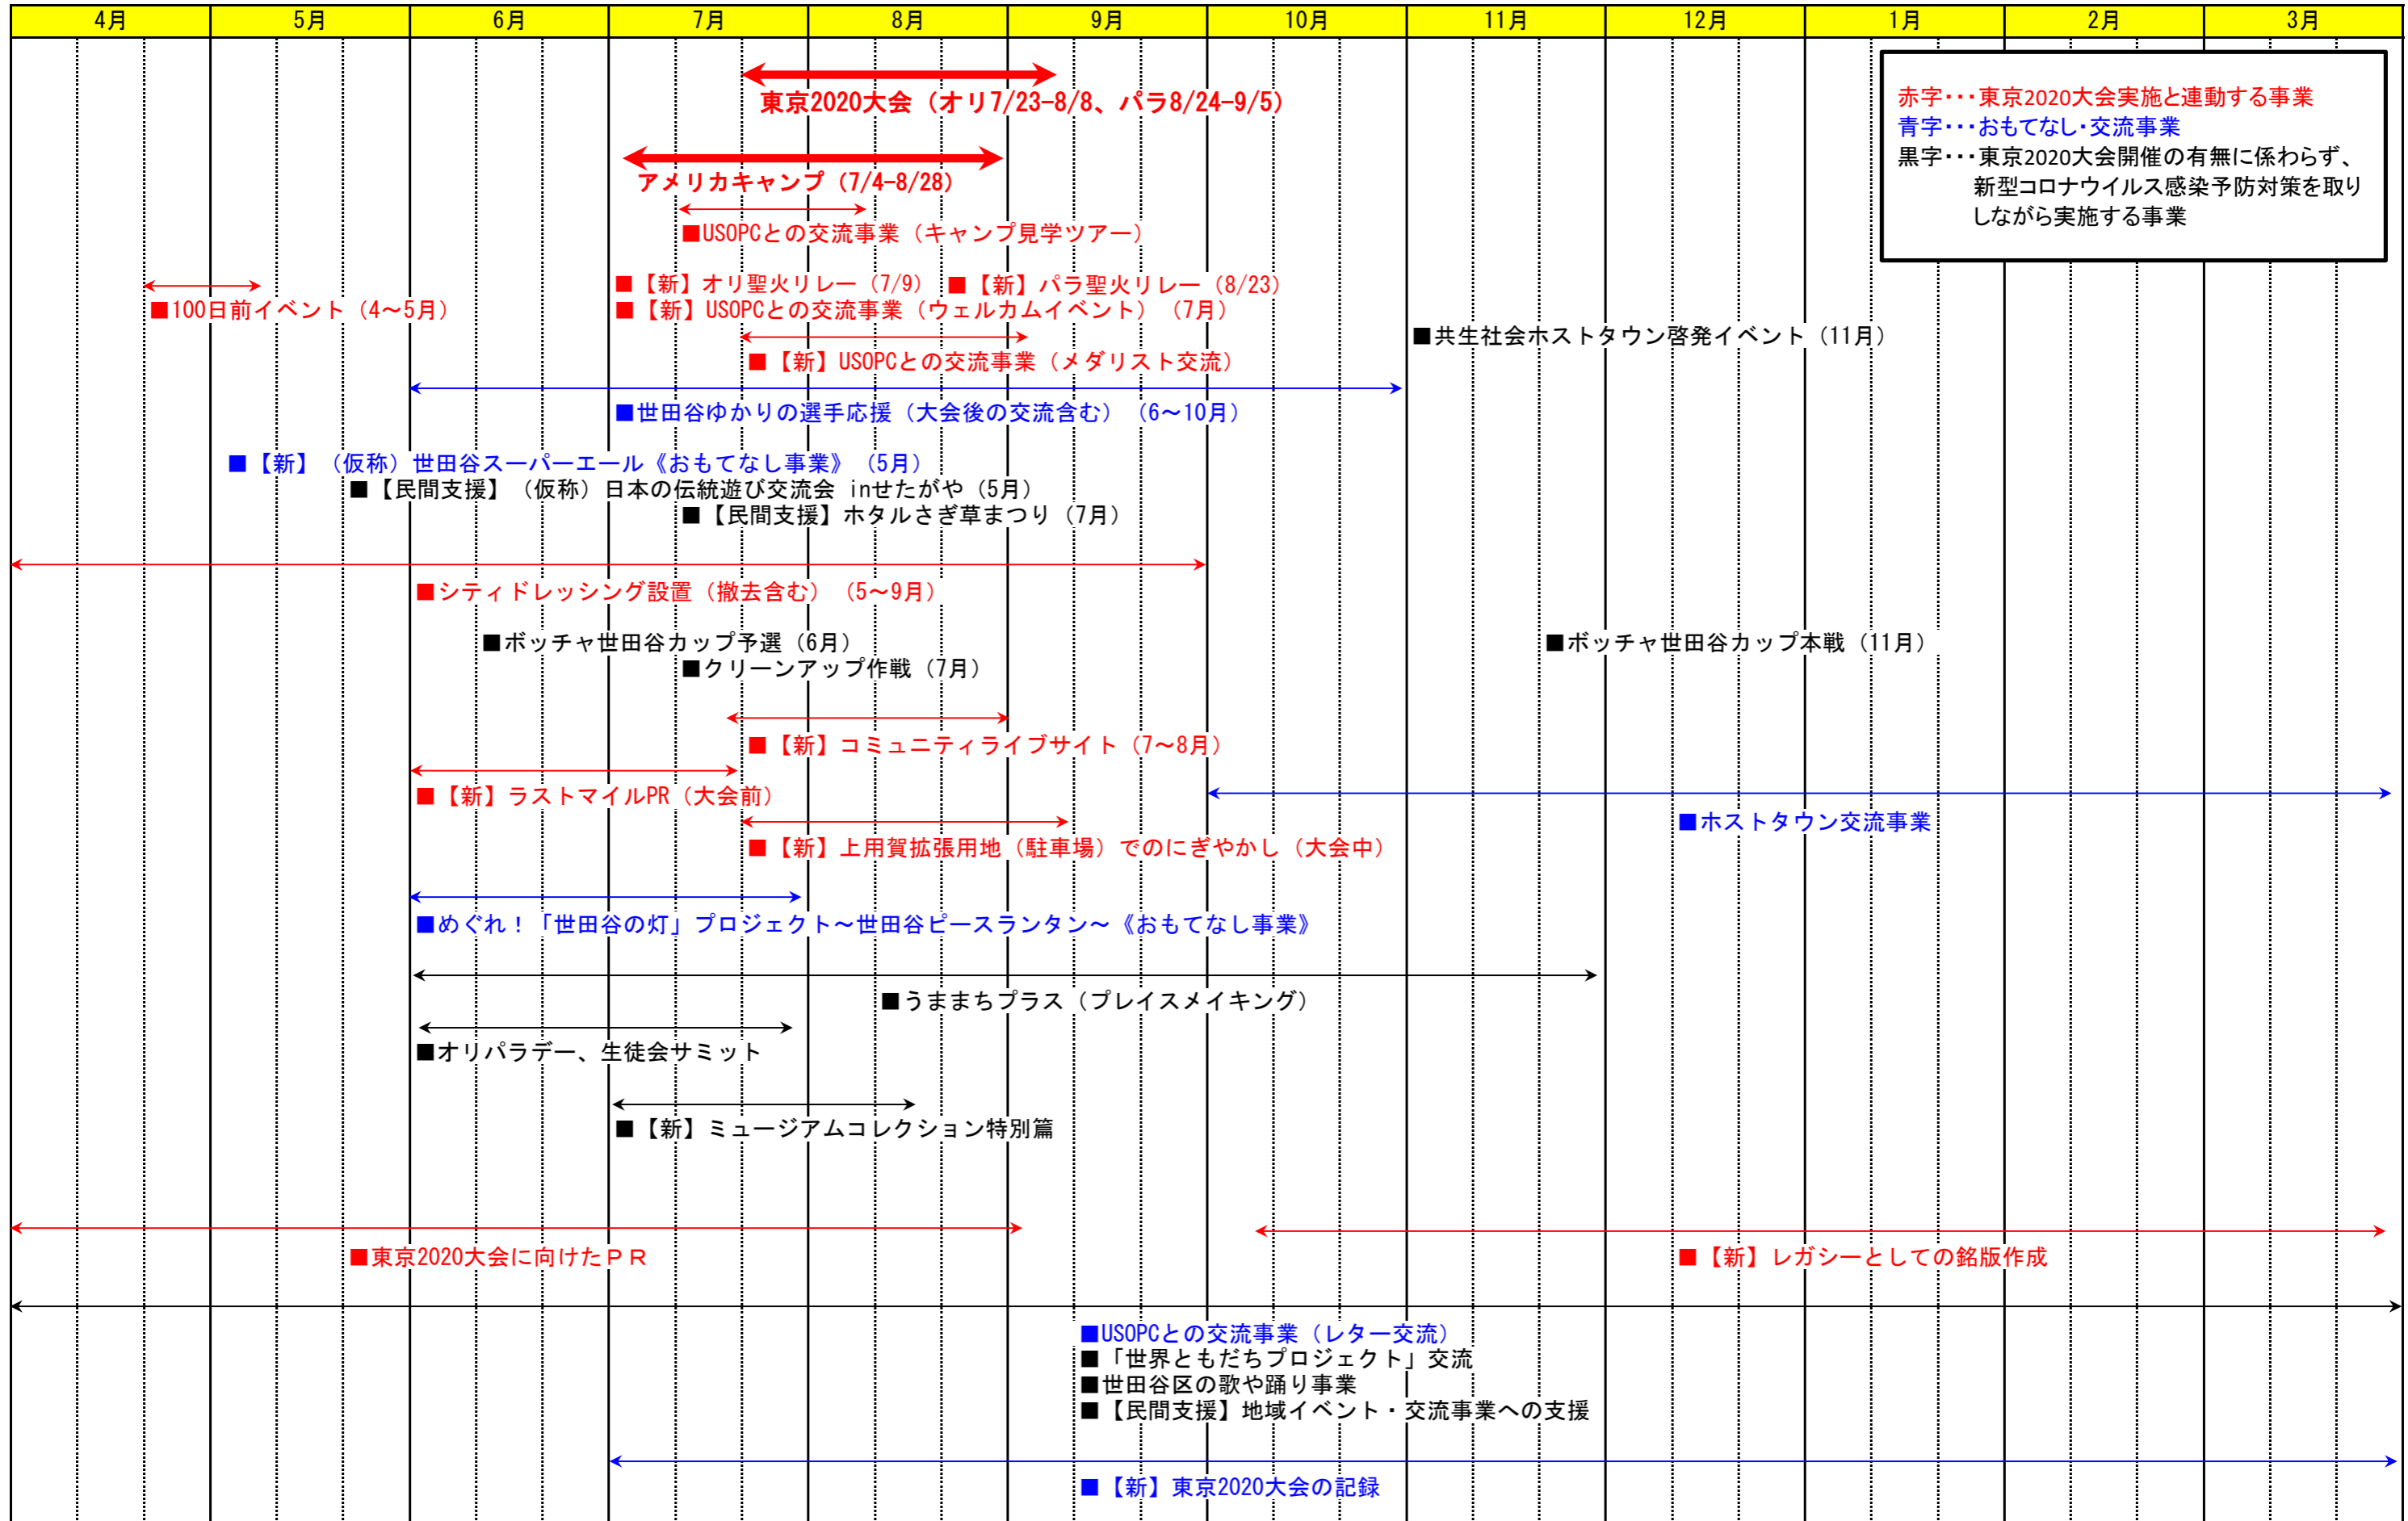 4月 5月 6月 7月 8月 9月 10月 11月 12月 1月 2月 3月
東京2020大会（オリ7/23-8/8、パラ8/24-9/5）
赤字･･･東京2020大会実施と連動する事業
青字･･･おもてなし･交流事業
黒字･･･東京2020大会開催の有無に係わらず、
新型コロナウイルス感染予防対策を取り
しながら実施する事業
アメリカキャンプ（7/4-8/28）
■USOPCとの交流事業（キャンプ見学ツアー）
■【新】オリ聖火リレー（7/9） ■【新】パラ聖火リレー（8/23）
■100日前イベント（4～5月） ■【新】USOPCとの交流事業（ウェルカムイベント）（7月）
■共生社会ホストタウン啓発イベント（11月）
■【新】USOPCとの交流事業（メダリスト交流）
■世田谷ゆかりの選手応援（大会後の交流含む）（6～10月）
■【新】（仮称）世田谷スーパーエール《おもてなし事業》（5月）
■【民間支援】（仮称）日本の伝統遊び交流会 inせたがや（5月）
■【民間支援】ホタルさぎ草まつり（7月）
■シティドレッシング設置（撤去含む）（5～9月）
■ボッチャ世田谷カップ予選（6月） ■ボッチャ世田谷カップ本戦（11月）
■クリーンアップ作戦（7月）
■【新】コミュニティライブサイト（7～8月）
■【新】ラストマイルPR（大会前）
■ホストタウン交流事業
■【新】上用賀拡張用地（駐車場）でのにぎやかし（大会中）
■めぐれ！「世田谷の灯」プロジェクト～世田谷ピースランタン～《おもてなし事業》
■うままちプラス（プレイスメイキング）
■オリパラデー、生徒会サミット
■【新】ミュージアムコレクション特別篇
■東京2020大会に向けたＰＲ ■【新】レガシーとしての銘版作成
■USOPCとの交流事業（レター交流）
■「世界ともだちプロジェクト」交流
■世田谷区の歌や踊り事業
■【民間支援】地域イベント・交流事業への支援
■【新】東京2020大会の記録